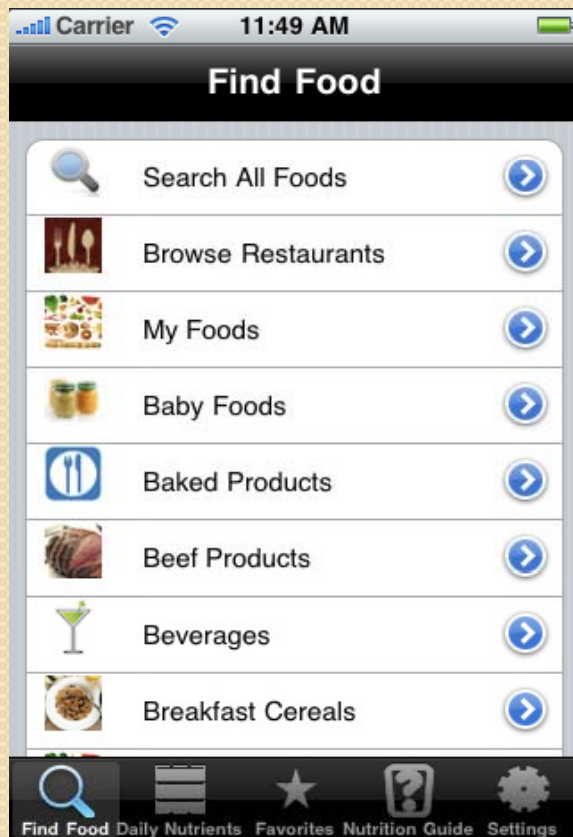 Carrier 11:49 AM
Find Food
Search All Foods
Browse Restaurants
My Foods
Baby Foods
Baked Products
Beef Products
Beverages
Breakfast Cereals
Find Food Daily Nutrients Favorites Nutrition Guide Settings